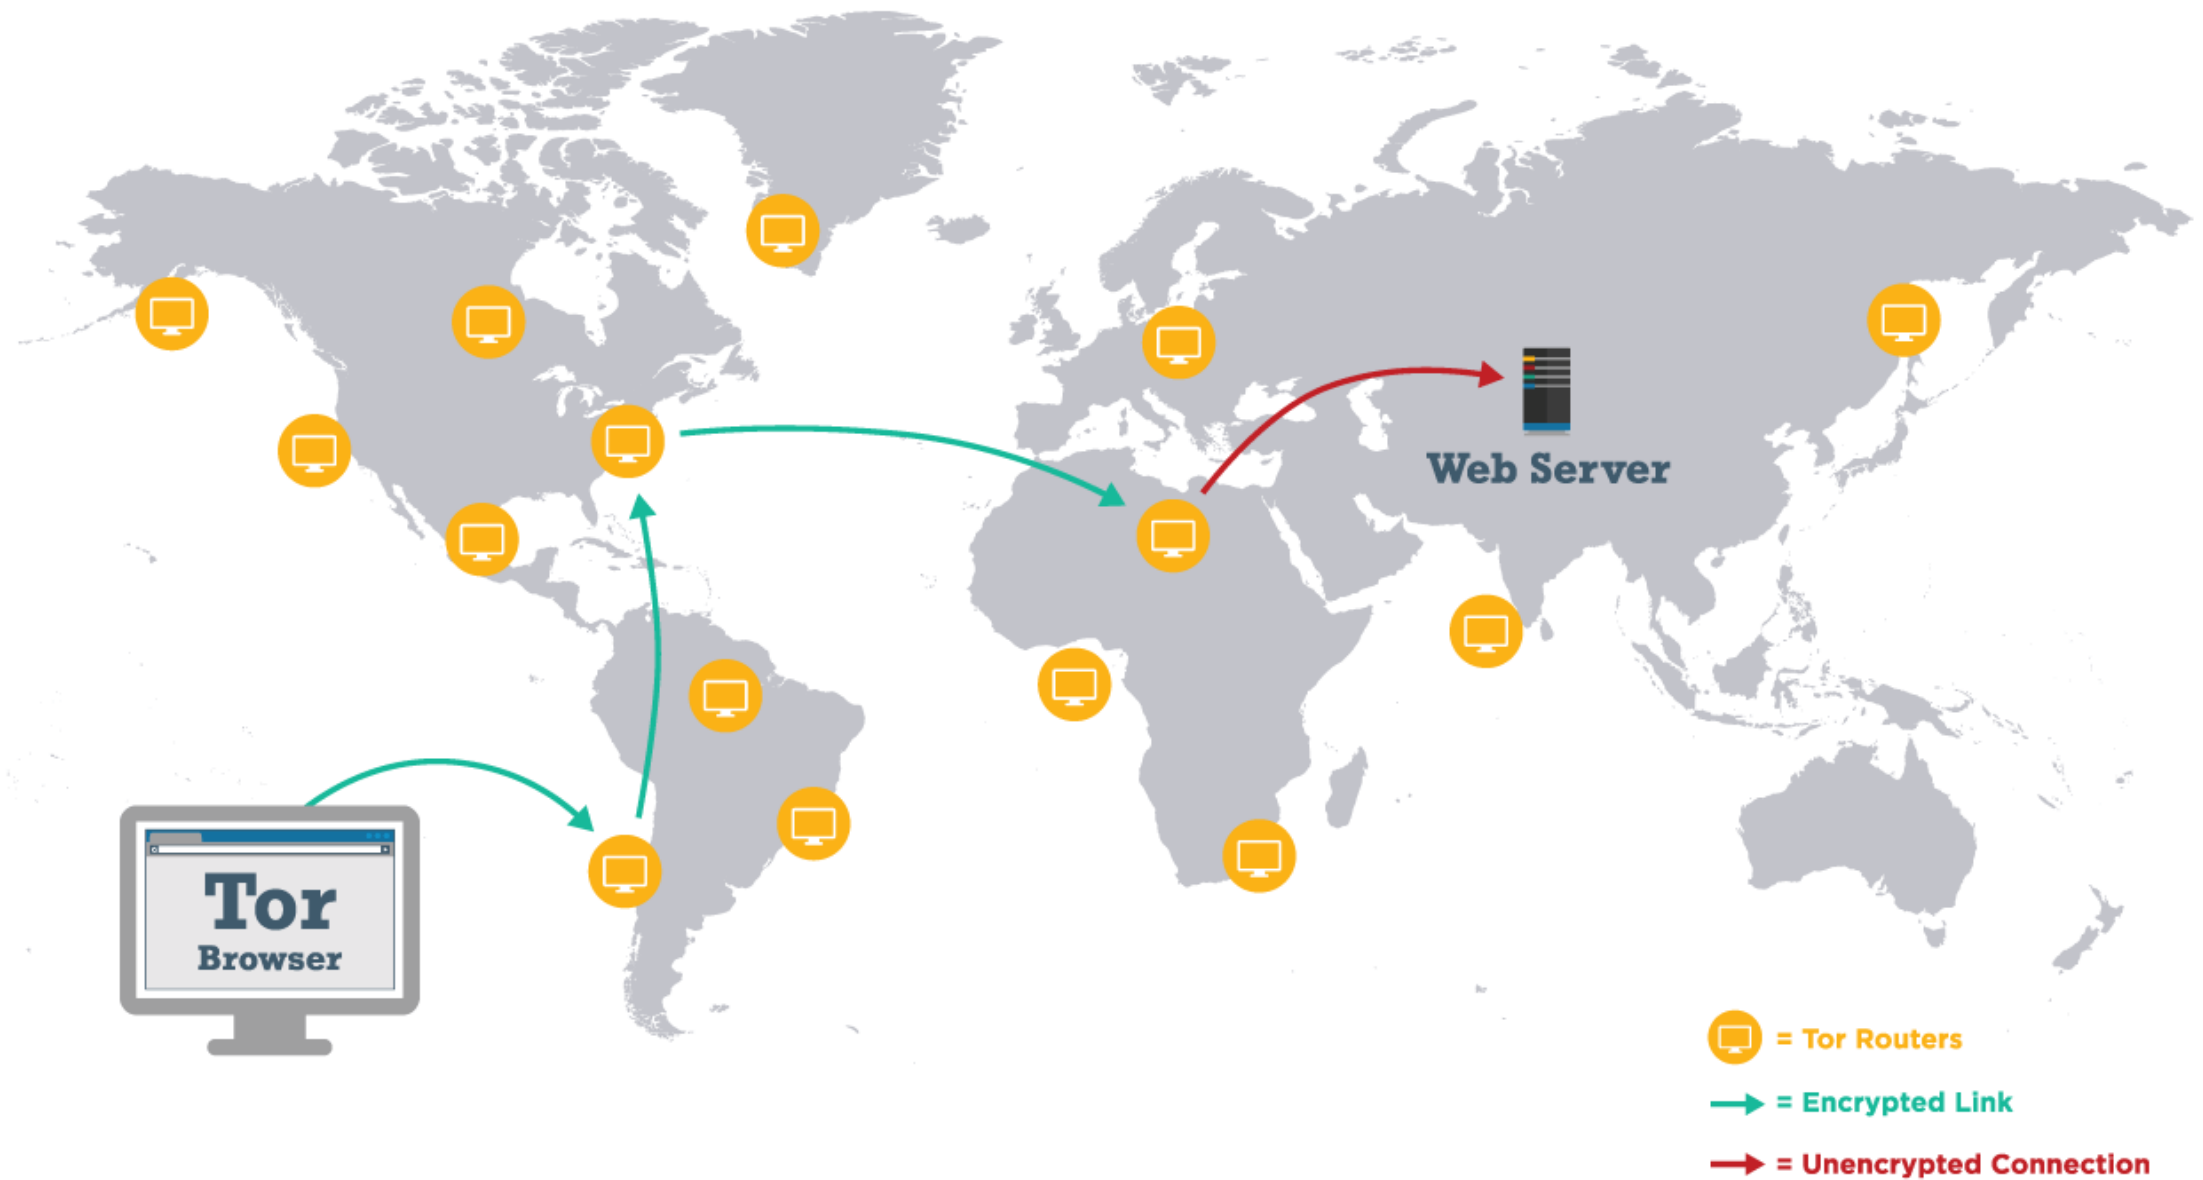 Web Server
Tor
Browser
= Tor Routers
= Encrypted Link
= Unencrypted Connection